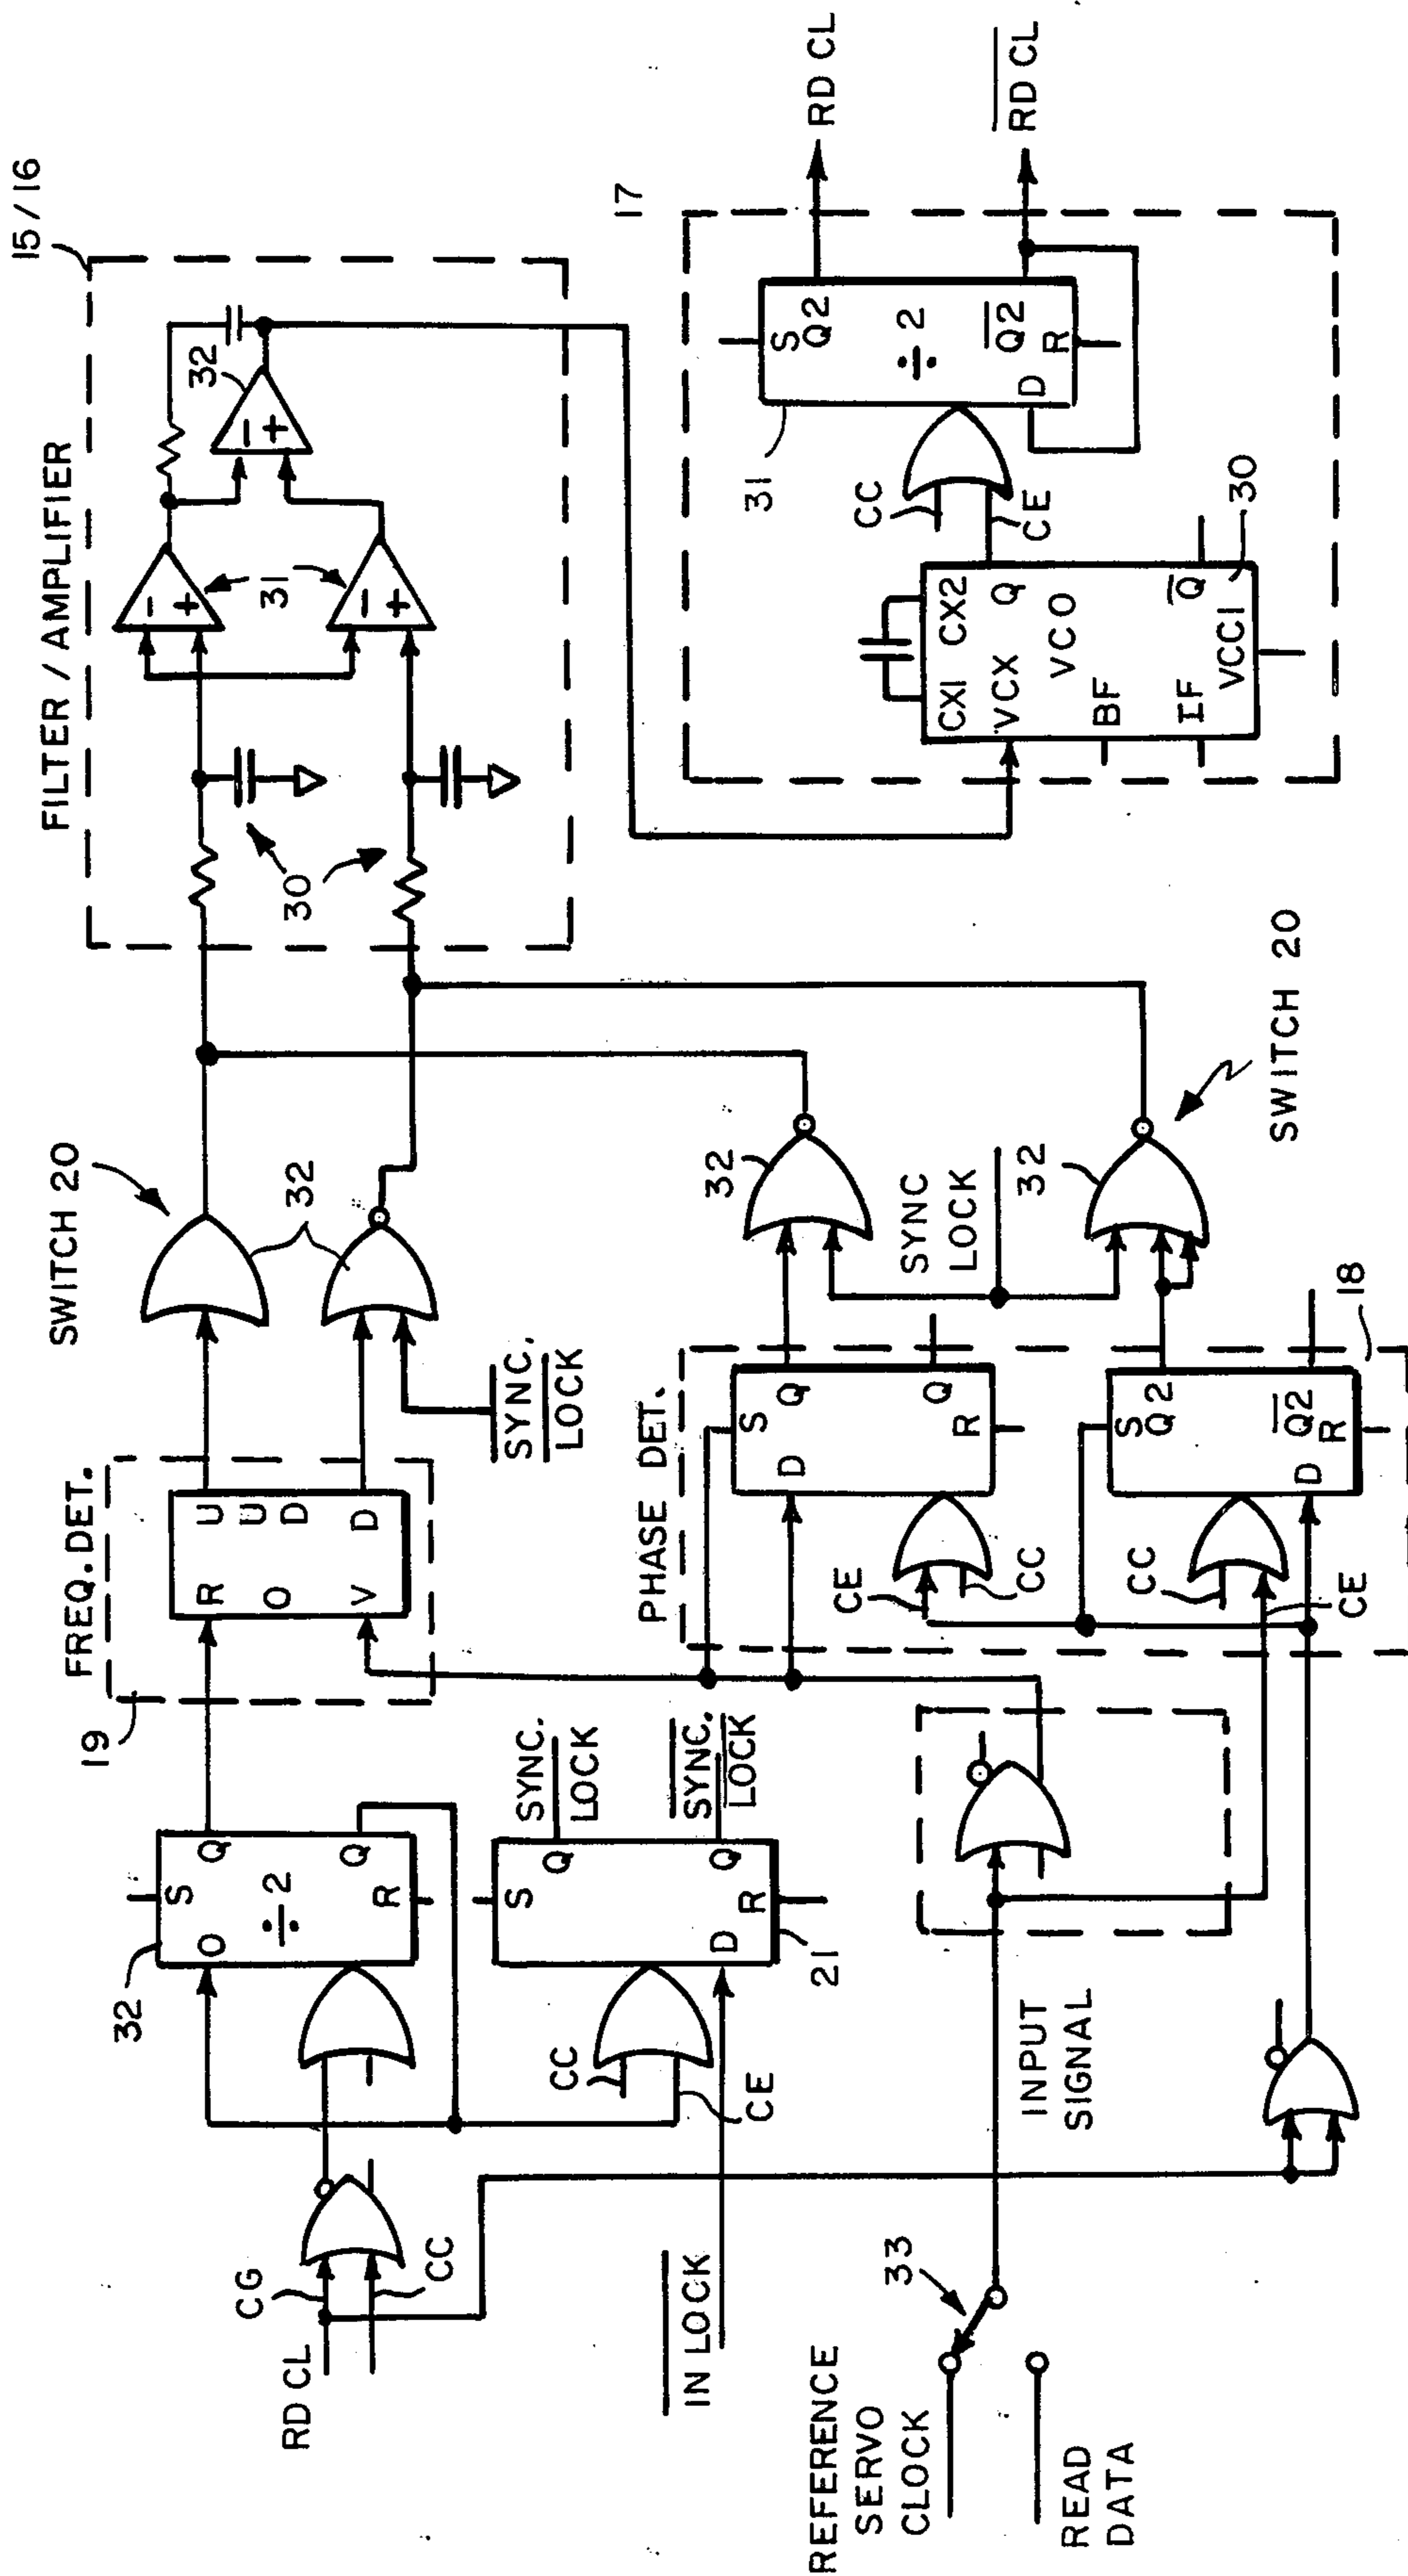 15/16
FILTER / AMPLIFIER
30
31
-
+
-
+
32
-
+
17
31
S
Q2
÷2
Q2
D
R
RD CL
RD CL
CC
CE
CX1
CX2
VCX
Q
VCO
BF
IF
Q
VCC1
30
SWITCH 20
32
SYNC.
LOCK
FREQ. DET.
19
R
U
O
U
D
V
D
SWITCH 20
32
SYNC
LOCK
32
PHASE DET.
18
S
D
Q
Q
R
CE
CC
S
Q2
Q2
D
R
CC
CE
32
S
O
Q
÷2
Q
R
SYNC.
LOCK
SYNC.
LOCK
S
Q
D
Q
R
21
CC
CE
INPUT
SIGNAL
CG
CC
RD CL
IN LOCK
33
REFERENCE
SERVO
CLOCK
READ
DATA